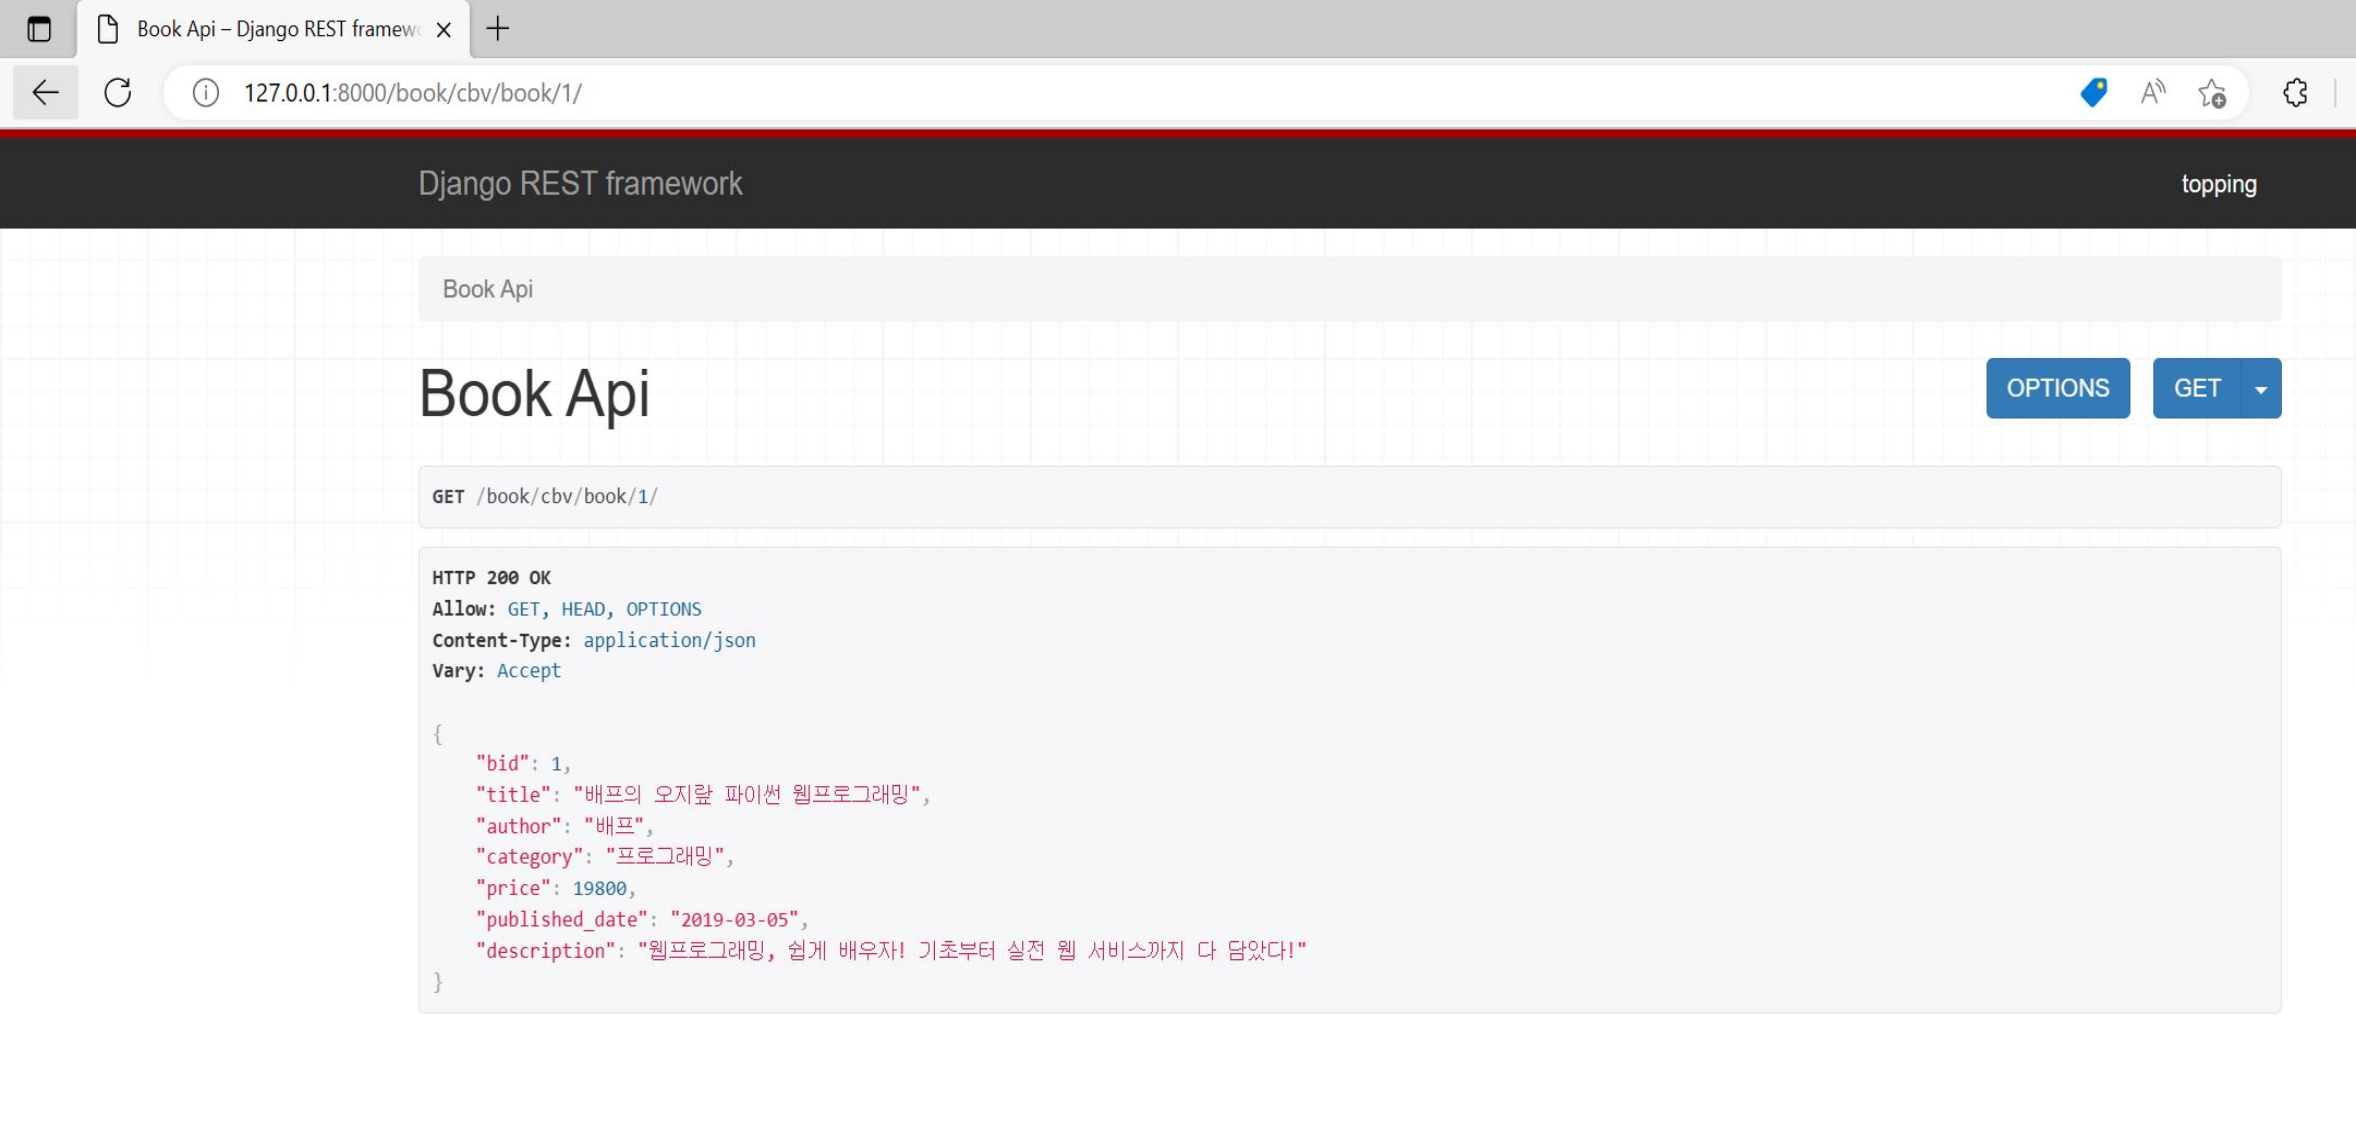 Book Api – Django REST framew
127.0.0.1:8000/book/cbv/book/1/
Django REST framework
topping
Book Api
Book Api
OPTIONS
GET
GET /book/cbv/book/1/
HTTP 200 OK
Allow: GET, HEAD, OPTIONS
Content-Type: application/json
Vary: Accept
{
"bid": 1,
"title": "배프의 오지랖 파이썬 웹프로그래밍",
"author": "배프",
"category": "프로그래밍",
"price": 19800,
"published_date": "2019-03-05",
"description": "웹프로그래밍, 쉽게 배우자! 기초부터 실전 웹 서비스까지 다 담았다!"
}